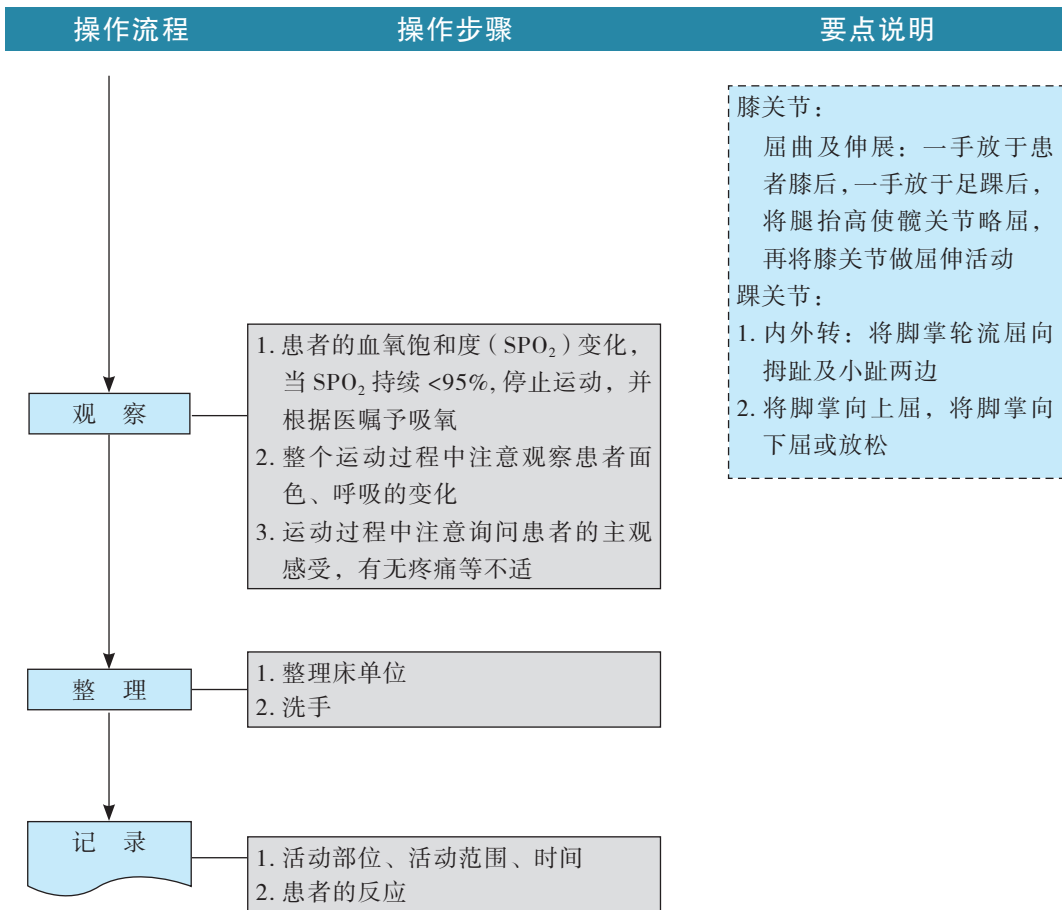 操作流程 操作步骤 要点说明
膝关节：
屈曲及伸展：一手放于患
者膝后，一手放于足踝后，
将腿抬高使髋关节略屈，
再将膝关节做屈伸活动
踝关节：
1. 内外转：将脚掌轮流屈向
拇趾及小趾两边
2. 将脚掌向上屈，将脚掌向
下屈或放松
观 察
1. 患者的血氧饱和度（SPO₂）变化，
当 SPO₂ 持续 <95%, 停止运动，并
根据医嘱予吸氧
2. 整个运动过程中注意观察患者面
色、呼吸的变化
3. 运动过程中注意询问患者的主观
感受，有无疼痛等不适
整 理
1. 整理床单位
2. 洗手
记 录
1. 活动部位、活动范围、时间
2. 患者的反应